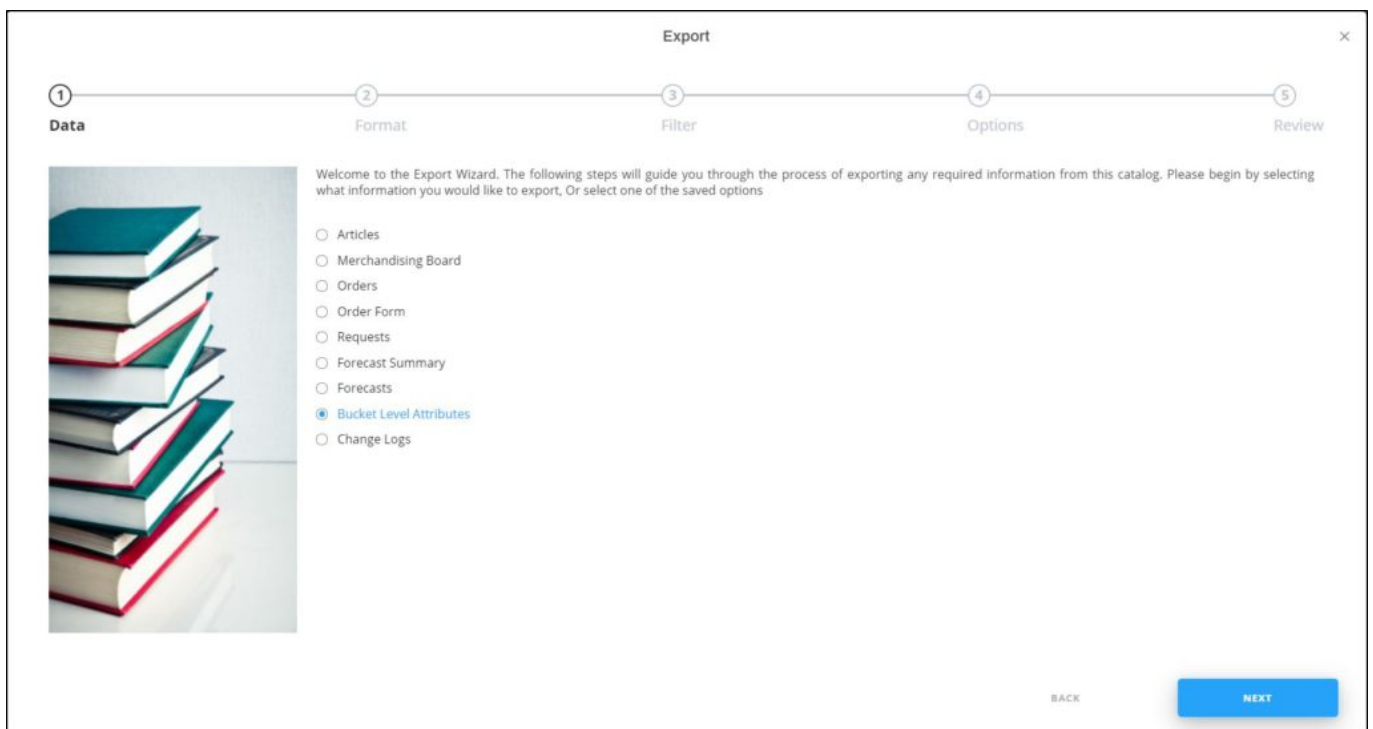 Export
×
1
2
3
4
5
Data
Format
Filter
Options
Review
Welcome to the Export Wizard. The following steps will guide you through the process of exporting any required information from this catalog. Please begin by selecting
what information you would like to export, Or select one of the saved options
Articles
Merchandising Board
Orders
Order Form
Requests
Forecast Summary
Forecasts
Bucket Level Attributes
Change Logs
BACK
NEXT